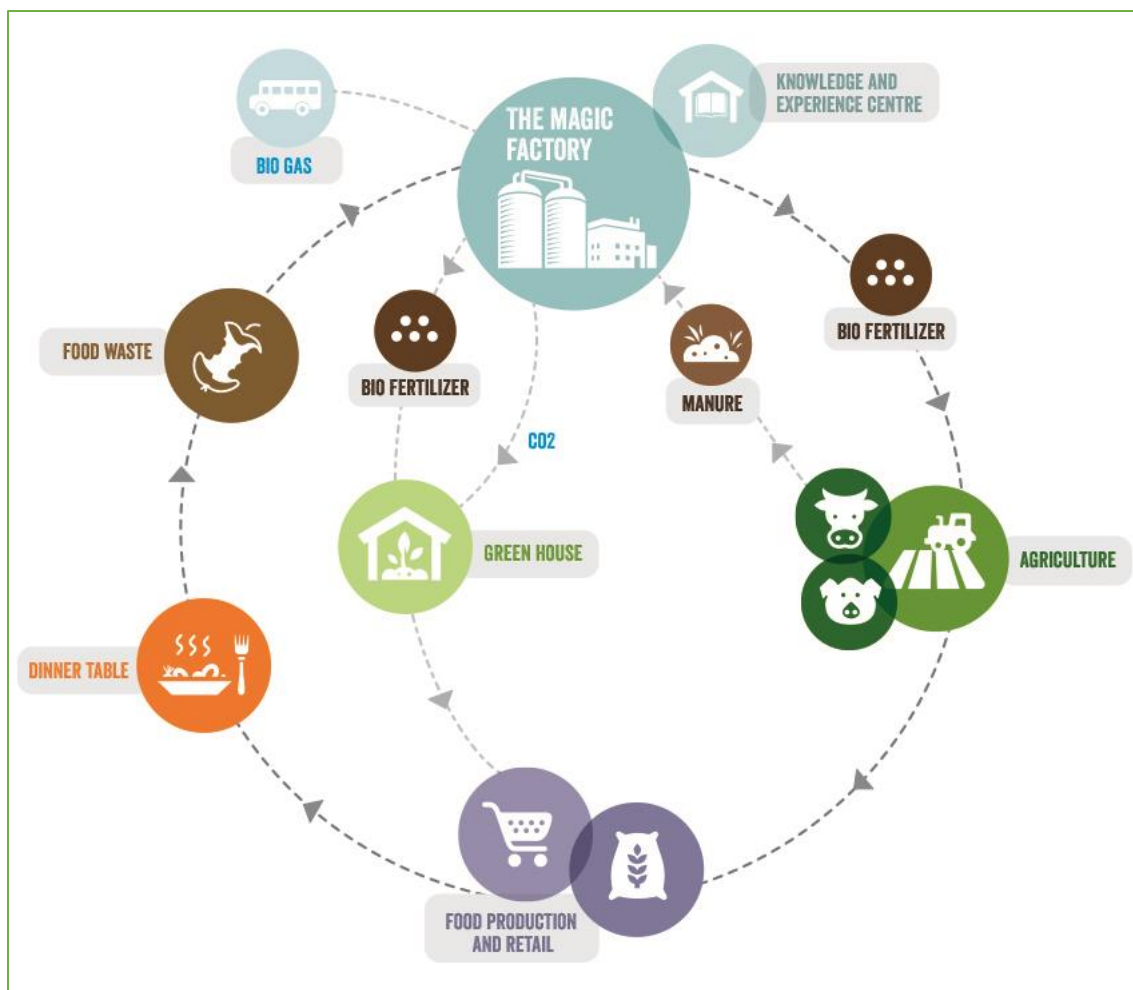 THE MAGIC
FACTORY
KNOWLEDGE AND
EXPERIENCE CENTRE
BIO GAS
BIO FERTILIZER
FOOD WASTE
BIO FERTILIZER
MANURE
CO2
GREEN HOUSE
AGRICULTURE
DINNER TABLE
FOOD PRODUCTION
AND RETAIL